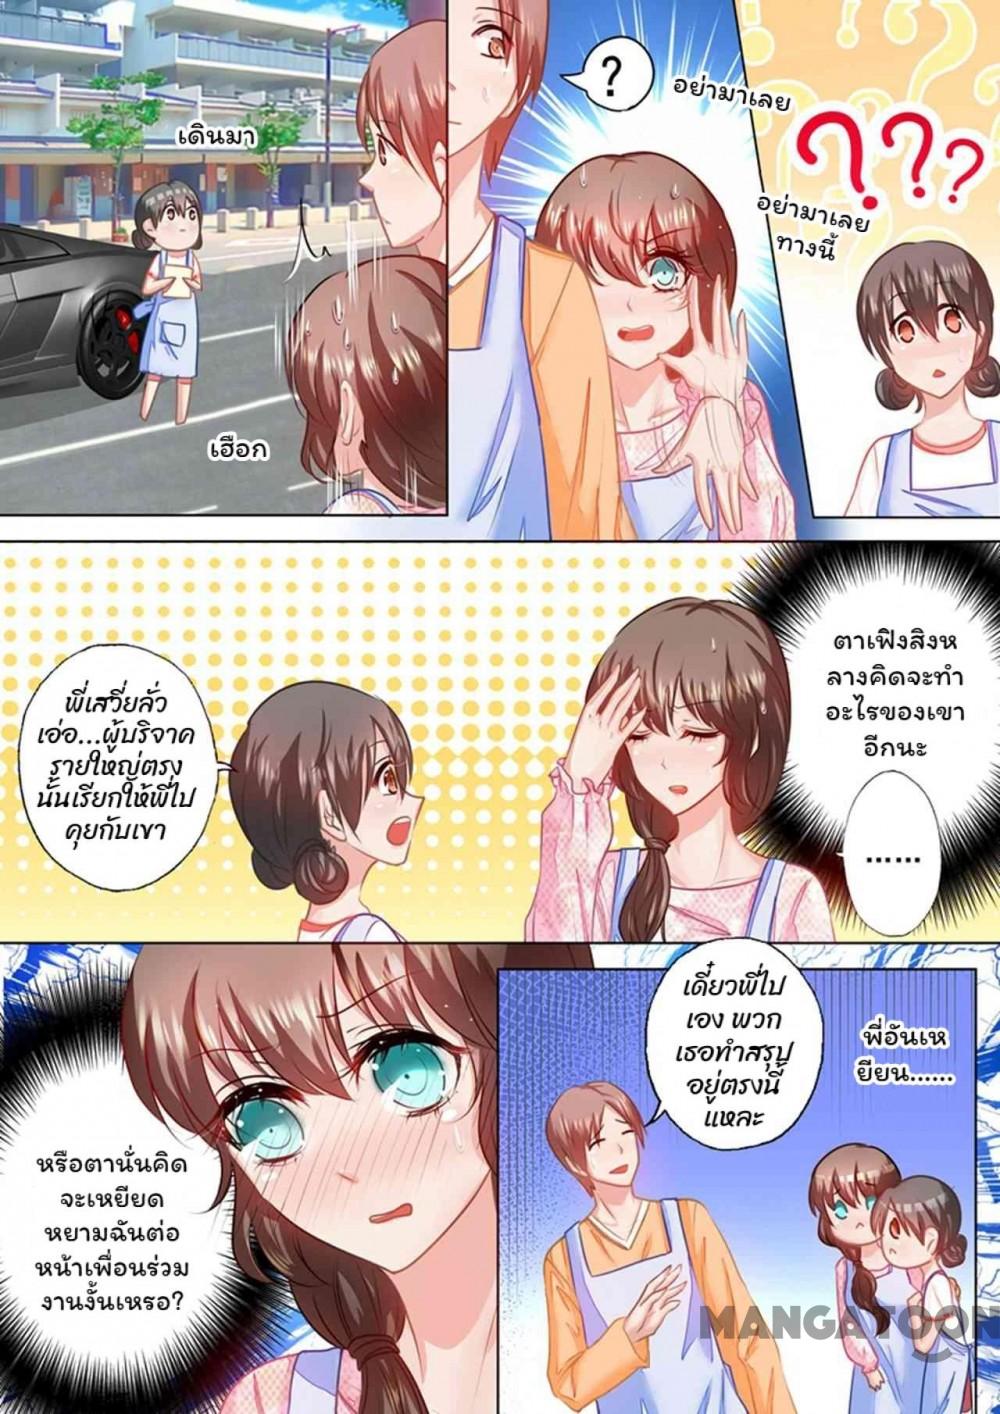 เดินมา
เฮือก
?
อย่ามาเลย
อย่ามาเลย
ทางนี้
???
พี่เสวี่ยลั่ว
เอ่อ...ผู้บริจาค
รายใหญ่ตรง
นั้นเรียกให้พี่ไป
คุยกับเขา
ตาเฟิงสิงห
ลางคิดจะทำ
อะไรของเขา
อีกนะ
......
หรือตานั่นคิด
จะเหยียด
หยามฉันต่อ
หน้าเพื่อนร่วม
งานงั้นเหรอ?
เดี๋ยวพี่ไป
เอง พวก
เธอทำสรุป
อยู่ตรงนี้
แหละ
พี่อันเห
ยียน......
MANGATOON